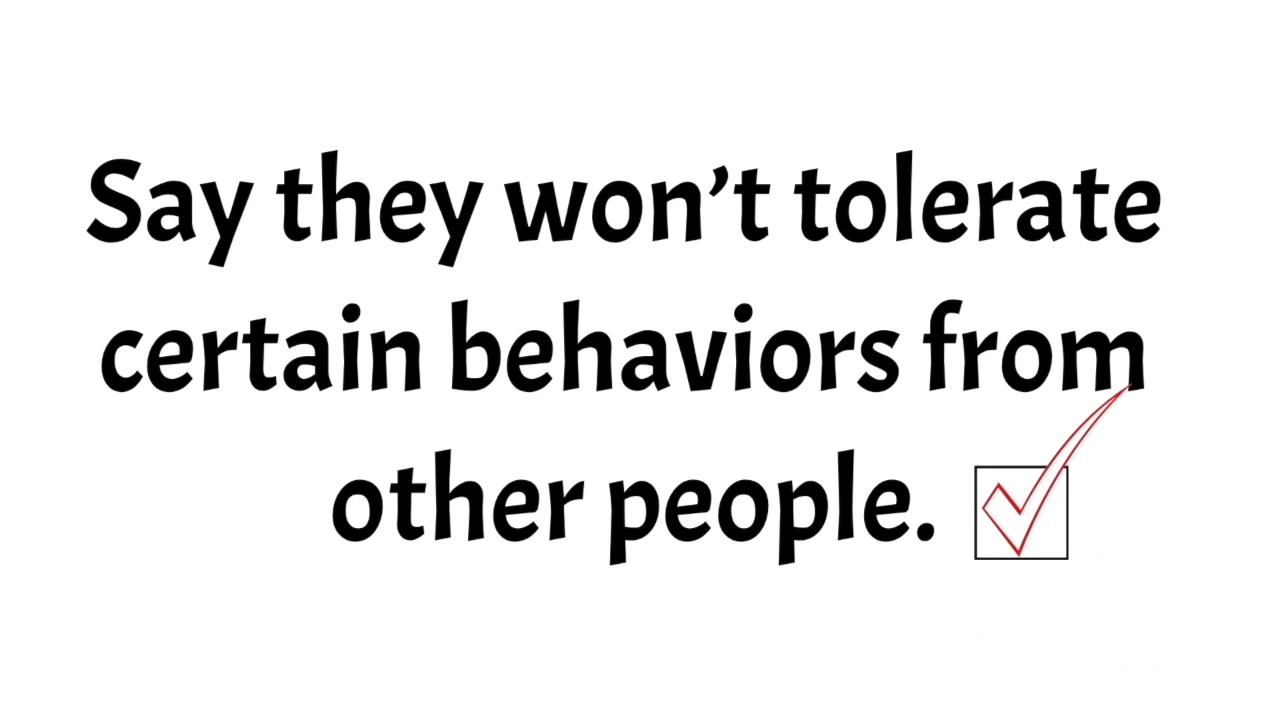 Say they won’t tolerate
certain behaviors from
other people.